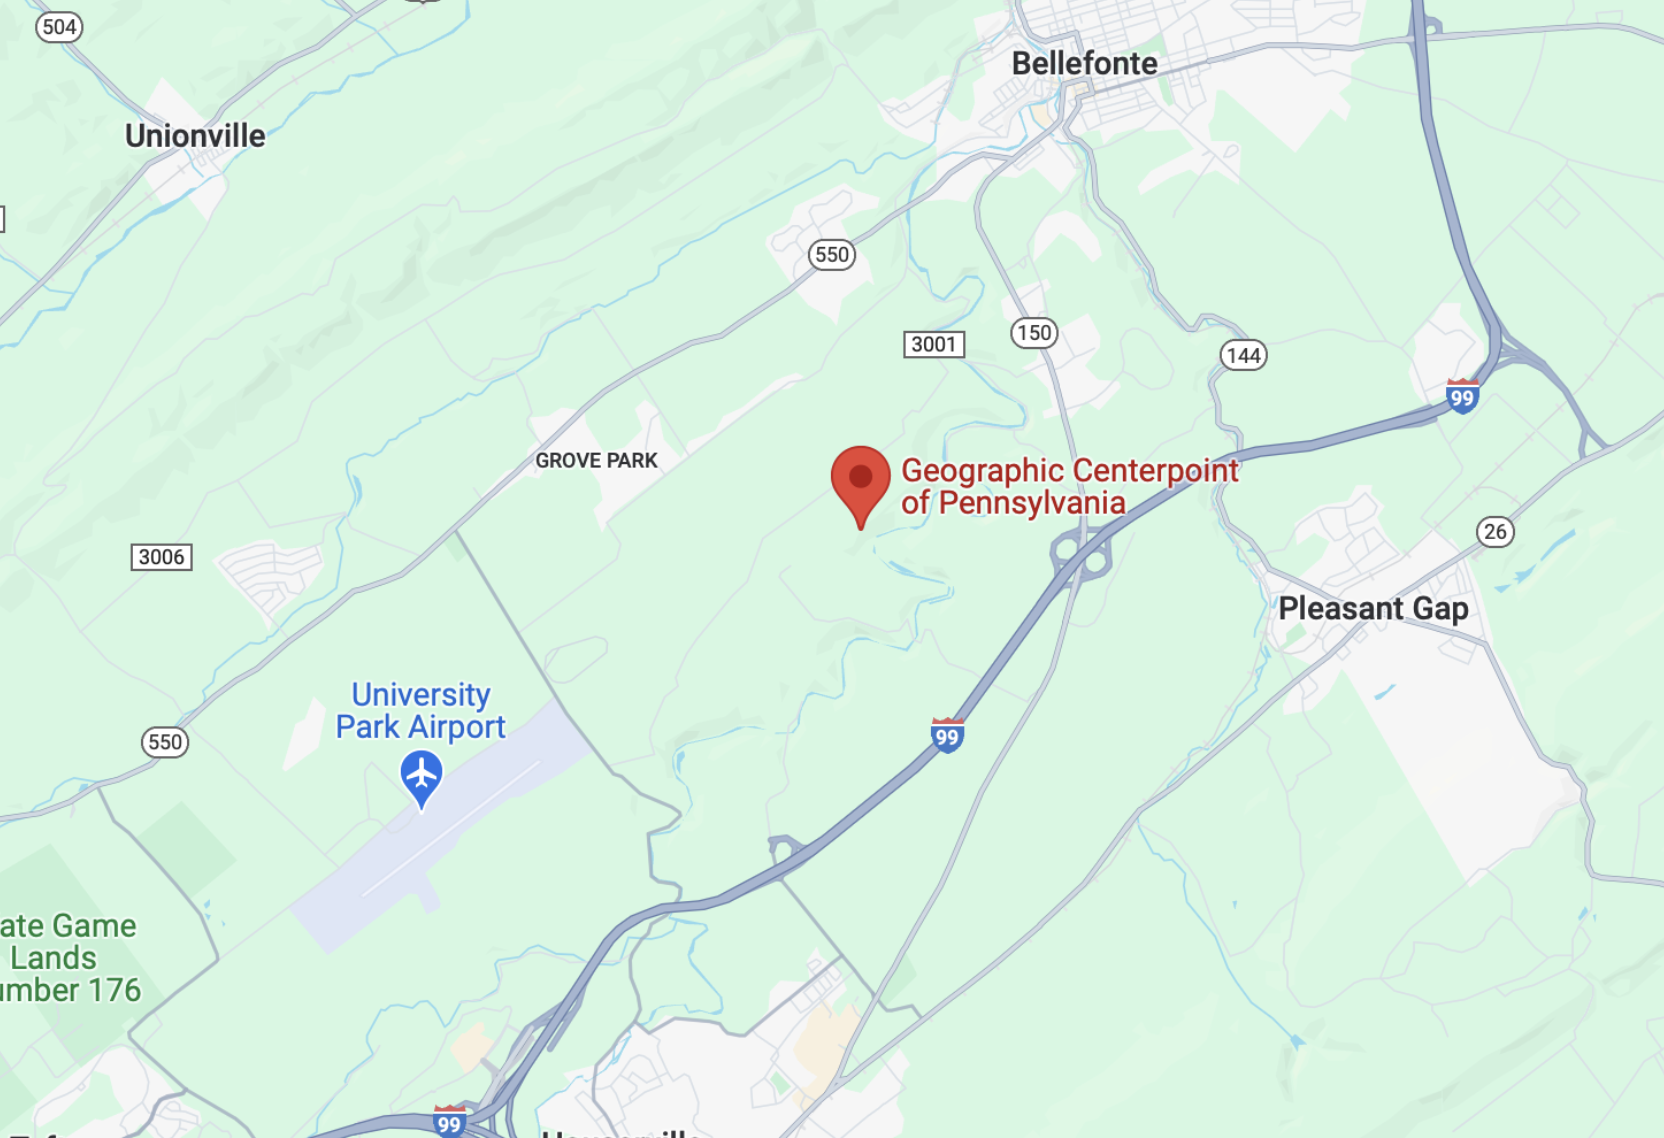 504
Bellefonte
Unionville
550
3001
150
144
99
GROVE PARK
Geographic Centerpoint
of Pennsylvania
26
3006
Pleasant Gap
University
Park Airport
550
99
ate Game
Lands
umber 176
99